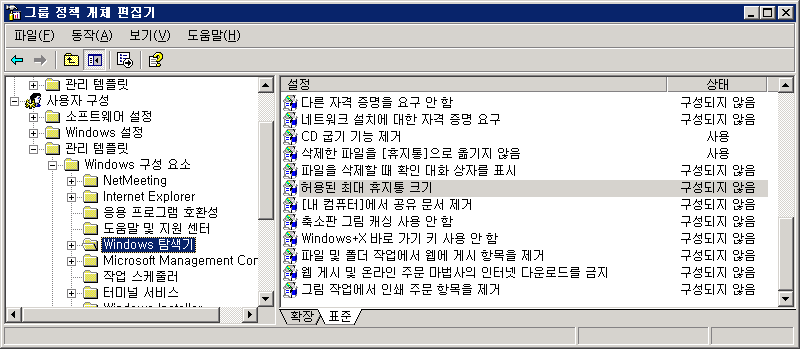 그룹 정책 개체 편집기
파일(F) 동작(A) 보기(V) 도움말(H)
관리 템플릿
사용자 구성
소프트웨어 설정
Windows 설정
관리 템플릿
Windows 구성 요소
NetMeeting
Internet Explorer
응용 프로그램 호환성
도움말 및 지원 센터
Windows 탐색기
Microsoft Management Con
작업 스케줄러
터미널 서비스
Windows Installer
설정 상태
다른 자격 증명을 요구 안 함 구성되지 않음
네트워크 설치에 대한 자격 증명 요구 구성되지 않음
CD 굽기 기능 제거 사용
삭제한 파일을 [휴지통]으로 옮기지 않음 사용
파일을 삭제할 때 확인 대화 상자를 표시 구성되지 않음
허용된 최대 휴지통 크기 구성되지 않음
[내 컴퓨터]에서 공유 문서 제거 구성되지 않음
축소판 그림 캐싱 사용 안 함 구성되지 않음
Windows+X 바로 가기 키 사용 안 함 구성되지 않음
파일 및 폴더 작업에서 웹에 게시 항목을 제거 구성되지 않음
웹 게시 및 온라인 주문 마법사의 인터넷 다운로드를 금지 구성되지 않음
그림 작업에서 인쇄 주문 항목을 제거 구성되지 않음
확장 표준